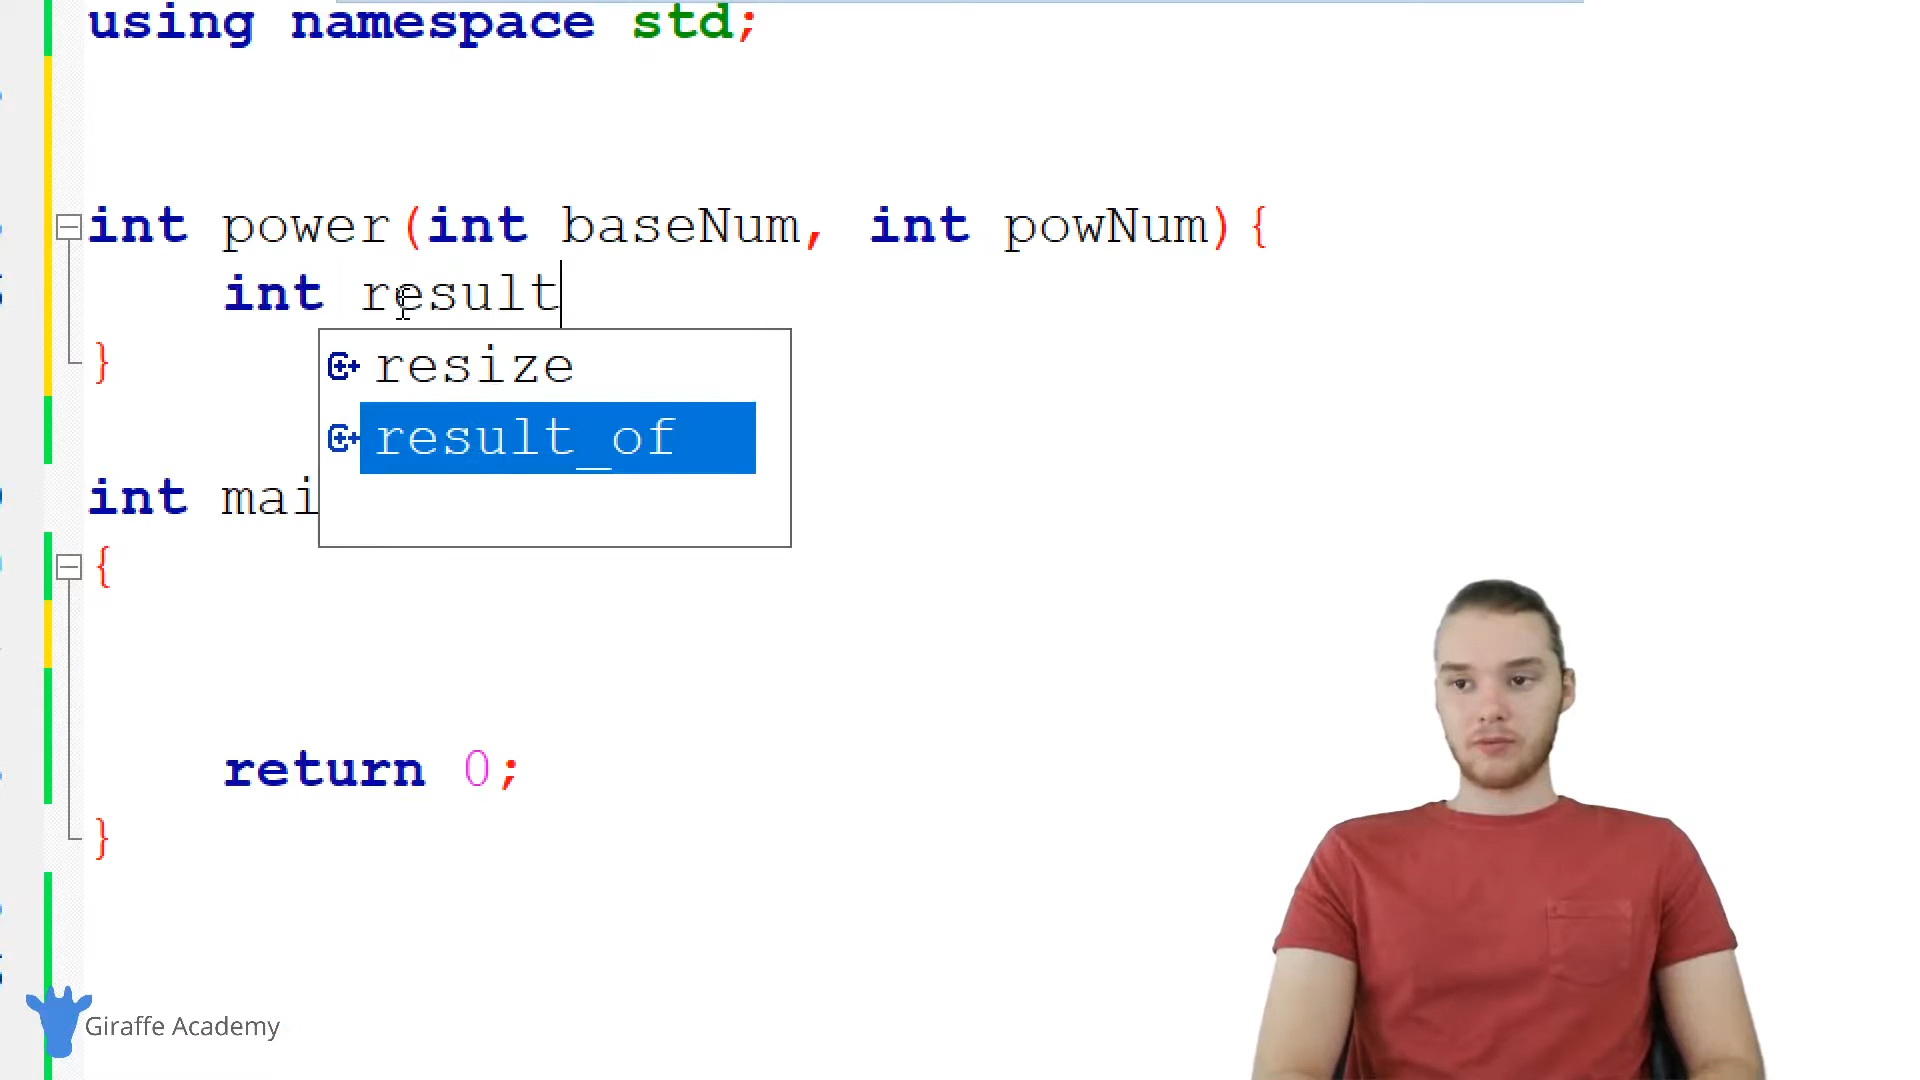 using namespace std;
int power(int baseNum, int powNum){
int result
resize
}
result_of
int mai
{
return 0;
}
Giraffe Academy